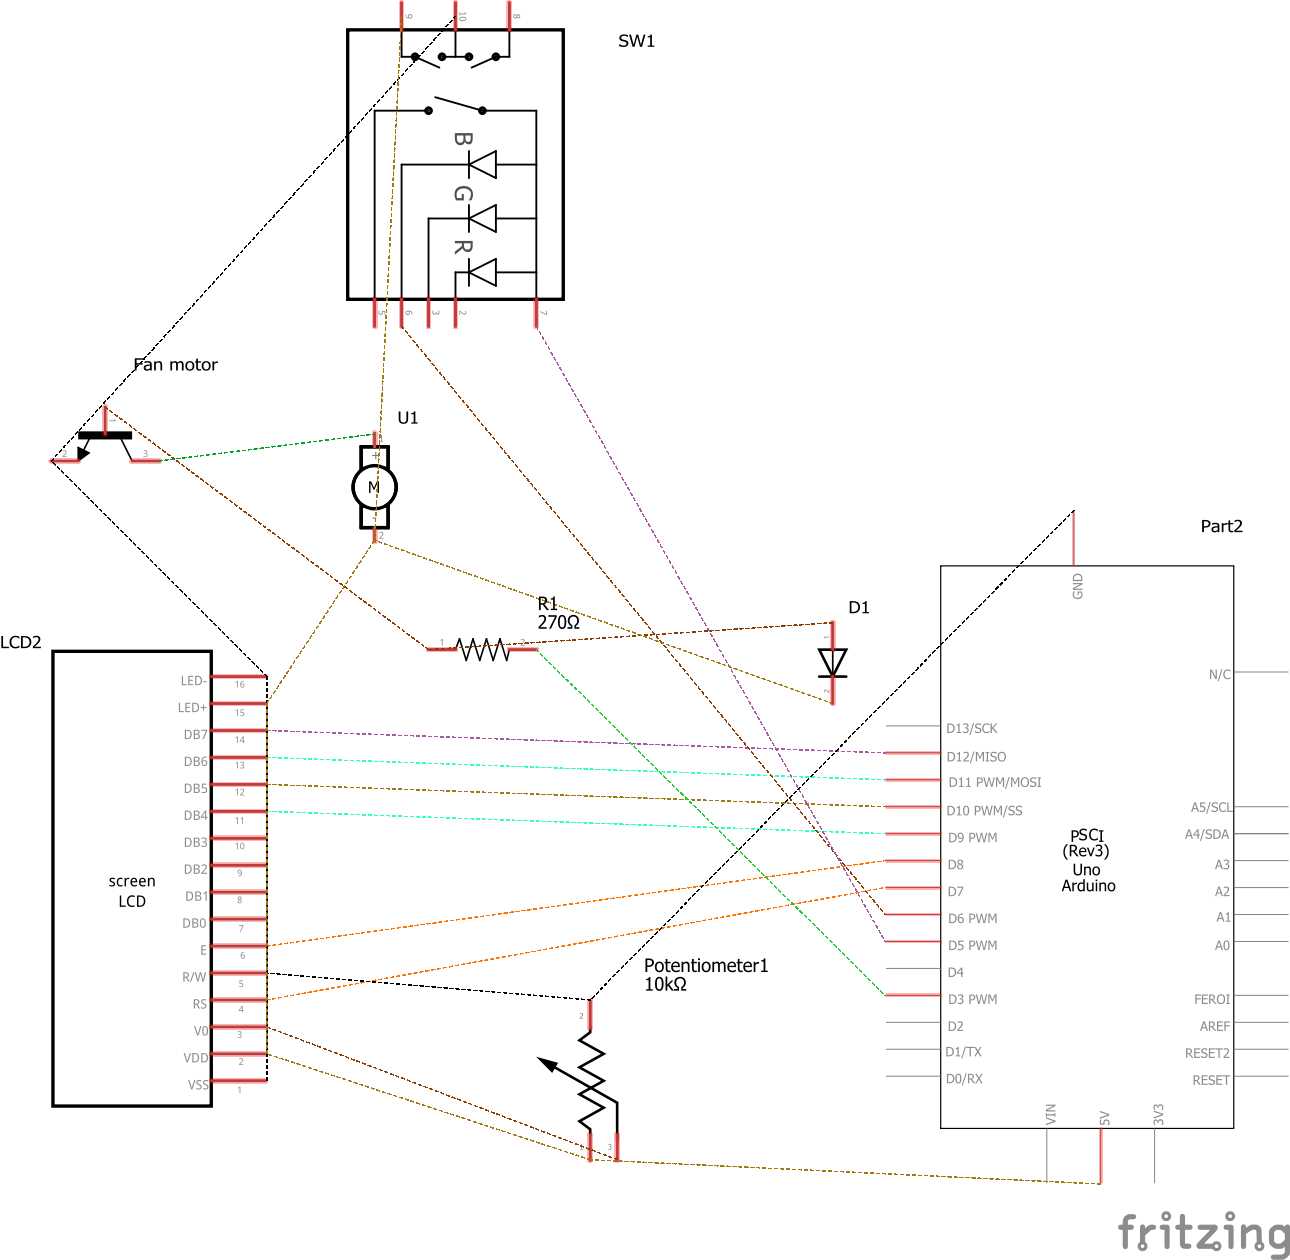 9
10
8
SW1
B
G
R
5
6
3
2
7
Fan motor
1
2
3
U1
1
+
M
-
2
Part2
GND
R1
270Ω
1
2
D1
1
2
LCD2
LED- 16
LED+ 15
DB7 14
DB6 13
DB5 12
DB4 11
DB3 10
DB2 9
DB1 8
DB0 7
E 6
R/W 5
RS 4
V0 3
VDD 2
VSS 1
screen
LCD
N/C
D13/SCK
D12/MISO
D11 PWM/MOSI
D10 PWM/SS
D9 PWM
D8
D7
D6 PWM
D5 PWM
D4
D3 PWM
D2
D1/TX
D0/RX
PSCI
(Rev3)
Uno
Arduino
A5/SCL
A4/SDA
A3
A2
A1
A0
FEROI
AREF
RESET2
RESET
VIN
5V
3V3
Potentiometer1
10kΩ
2
1
3
fritzing